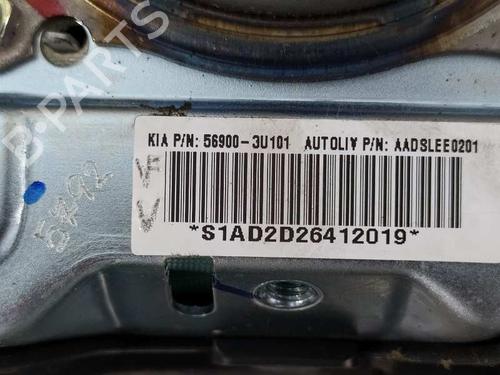 B-PARTS
KIA P/N: 56900-3U101 AUTOLIV P/N: AADSLEE0201
*S1AD2D26412019*